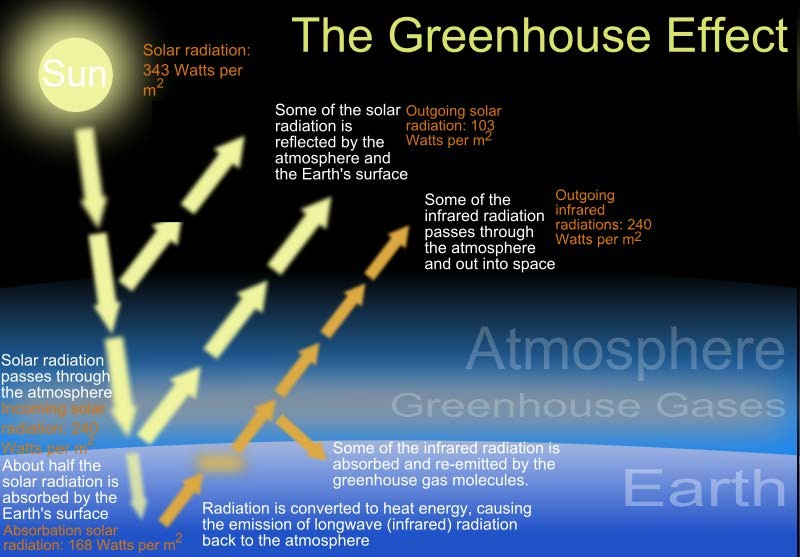 The Greenhouse Effect
Sun
Solar radiation:
343 Watts per
m2
Some of the solar
radiation is
reflected by the
atmosphere and
the Earth's surface
Outgoing solar
radiation: 103
Watts per m2
Some of the
infrared radiation
passes through
the atmosphere
and out into space
Outgoing
infrared
radiations: 240
Watts per m2
Atmosphere
Greenhouse Gases
Earth
Solar radiation
passes through
the atmosphere
Incoming solar
radiation: 240
Watts per m2
About half the
solar radiation is
absorbed by the
Earth's surface
Absorbation solar
radiation: 168 Watts per m2
Some of the infrared radiation is
absorbed and re-emitted by the
greenhouse gas molecules.
Radiation is converted to heat energy, causing
the emission of longwave (infrared) radiation
back to the atmosphere